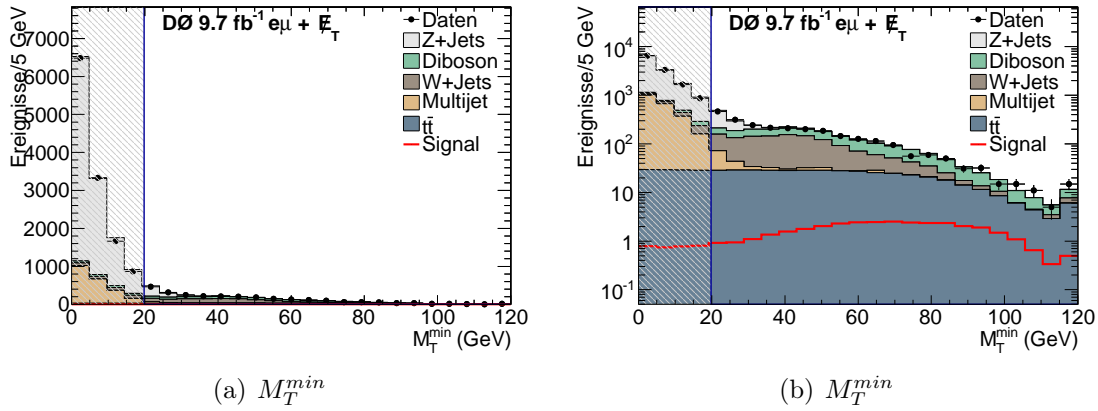 DØ 9.7 fb⁻¹ eμ + E̸_T
Ereignisse/5 GeV
7000
6000
5000
4000
3000
2000
1000
0
Daten
Z+Jets
Diboson
W+Jets
Multijet
tt̄
Signal
0 20 40 60 80 100 120
M_T^min (GeV)
(a) M_T^{min}
DØ 9.7 fb⁻¹ eμ + E̸_T
Ereignisse/5 GeV
10⁴
10³
10²
10
1
10⁻¹
Daten
Z+Jets
Diboson
W+Jets
Multijet
tt̄
Signal
0 20 40 60 80 100 120
M_T^min (GeV)
(b) M_T^{min}